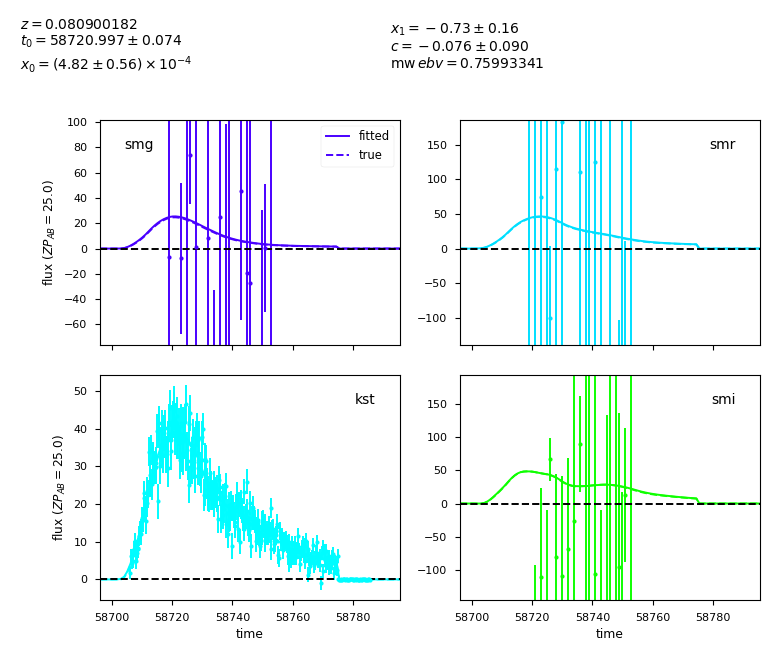 z = 0.080900182
t₀ = 58720.997 ± 0.074
x₀ = (4.82 ± 0.56) × 10⁻⁴
x₁ = −0.73 ± 0.16
c = −0.076 ± 0.090
mw ebv = 0.75993341
smg
fitted
true
100
80
60
40
20
0
−20
−40
−60
flux (ZP_AB = 25.0)
smr
150
100
50
0
−50
−100
kst
50
40
30
20
10
0
flux (ZP_AB = 25.0)
58700 58720 58740 58760 58780
time
smi
150
100
50
0
−50
−100
58700 58720 58740 58760 58780
time